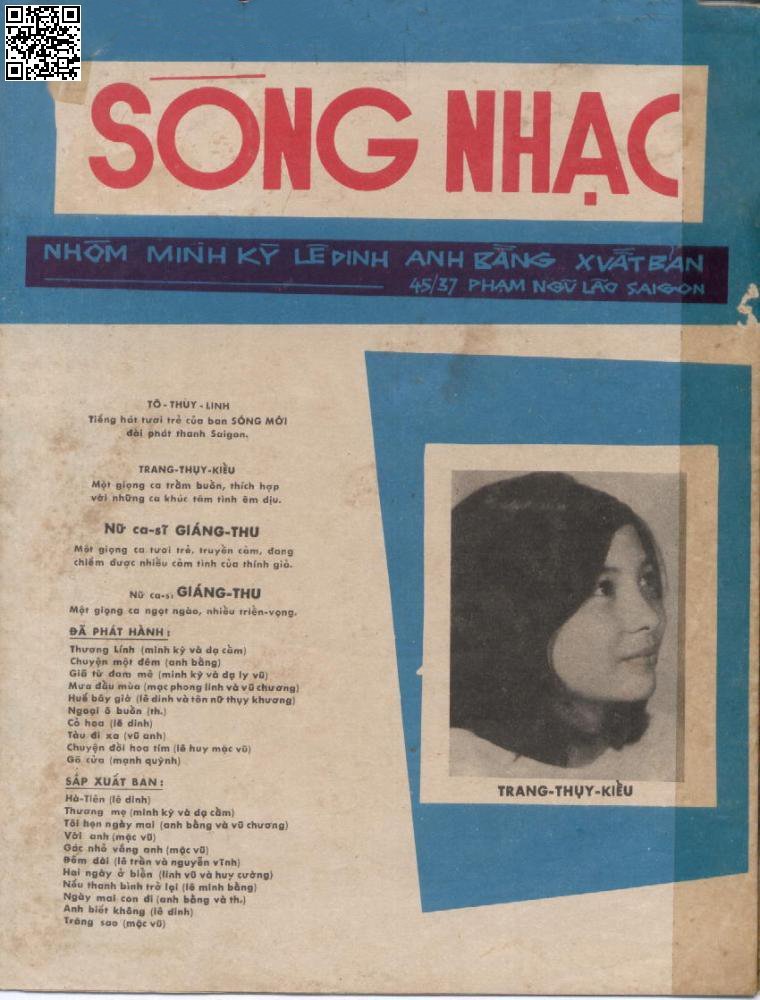 SÓNG NHẠC
NHÓM MINH KỲ LÊ DINH ANH BẰNG XUẤT BẢN
45/37 PHẠM NGŨ LÃO SAIGON
TÔ - THÙY - LINH
Tiếng hát tươi trẻ của ban SÓNG MỚI
đài phát thanh Saigon.
TRANG-THỤY-KIỀU
Một giọng ca trầm buồn, thích hợp
với những ca khúc tâm tình êm dịu.
Nữ ca-sĩ GIÁNG-THU
Một giọng ca tươi trẻ, truyền cảm, đang
chiếm được nhiều cảm tình của thính giả.
Nữ ca-sĩ GIÁNG-THU
Một giọng ca ngọt ngào, nhiều triển-vọng.
ĐÃ PHÁT HÀNH :
Thương Lính (minh kỳ và dạ cầm)
Chuyện một đêm (anh bằng)
Giã từ đam mê (minh kỳ và dạ ly vũ)
Mưa đầu mùa (mạc phong linh và vũ chương)
Huế bây giờ (lê dinh và tôn nữ thụy khương)
Ngoại ô buồn (th.)
Cỏ hoa (lê dinh)
Tàu đi xa (vũ anh)
Chuyện đồi hoa tím (lê huy mặc vũ)
Gõ cửa (mạnh quỳnh)
SẮP XUẤT BẢN :
Hà-Tiên (lê dinh)
Thương mẹ (minh kỳ và dạ cầm)
Tôi hẹn ngày mai (anh bằng và vũ chương)
Với anh (mặc vũ)
Gác nhỏ vắng anh (mặc vũ)
Đêm dài (lê trần và nguyễn vĩnh)
Hai ngày ở biển (linh vũ và huy cường)
Nếu thanh bình trở lại (lê minh bằng)
Ngày mai con đi (anh bằng và th.)
Anh biết không (lê dinh)
Trăng sao (mặc vũ)
TRANG-THỤY-KIỀU